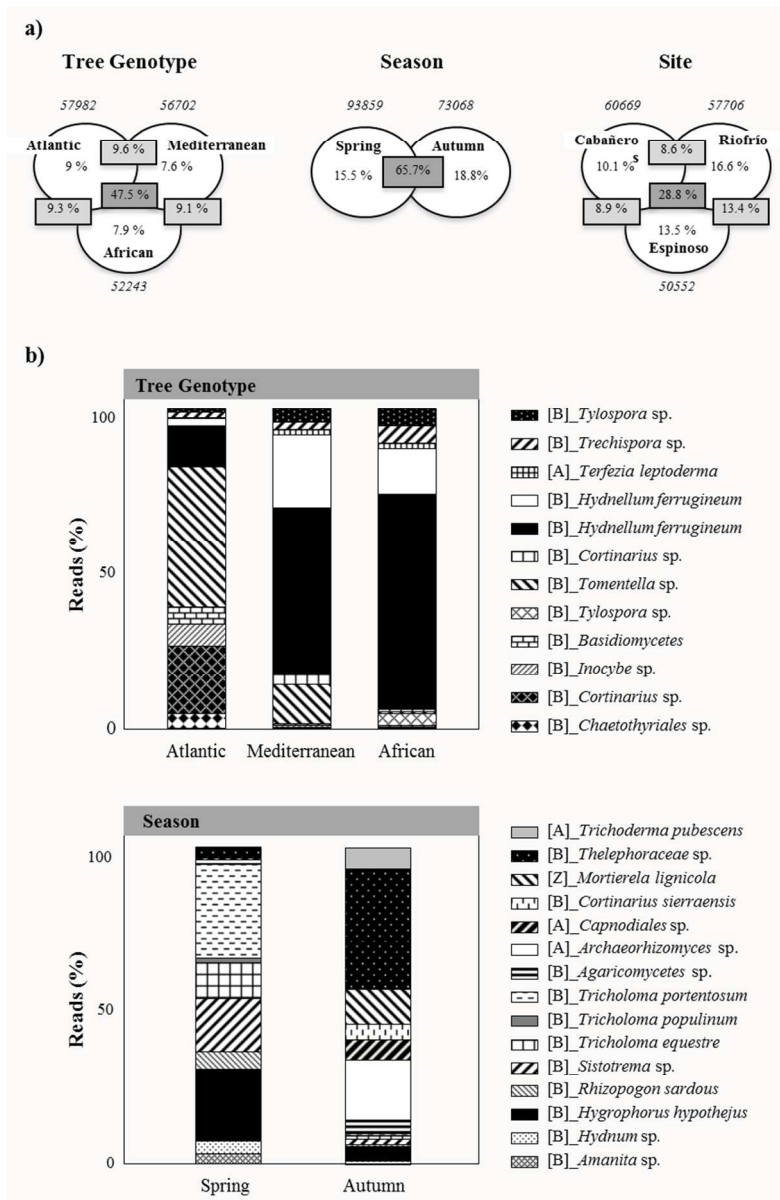 a)
Tree Genotype
Season
Site
57982
56702
93859
73068
60669
57706
Atlantic
9.6 %
Mediterranean
9 %
7.6 %
47.5 %
9.3 %
9.1 %
7.9 %
African
52243
Spring
Autumn
15.5 %
65.7%
18.8%
Cabañeros
8.6 %
Riofrío
10.1 %
16.6 %
28.8 %
8.9 %
13.4 %
13.5 %
Espinoso
50552
b)
Tree Genotype
Reads (%)
100
50
0
Atlantic
Mediterranean
African
[B]_Tylospora sp.
[B]_Trechispora sp.
[A]_Terfezia leptoderma
[B]_Hydnellum ferrugineum
[B]_Hydnellum ferrugineum
[B]_Cortinarius sp.
[B]_Tomentella sp.
[B]_Tylospora sp.
[B]_Basidiomycetes
[B]_Inocybe sp.
[B]_Cortinarius sp.
[B]_Chaetothyriales sp.
Season
Reads (%)
100
50
0
Spring
Autumn
[A]_Trichoderma pubescens
[B]_Thelephoraceae sp.
[Z]_Mortierela lignicola
[B]_Cortinarius sierraensis
[A]_Capnodiales sp.
[A]_Archaeorhizomyces sp.
[B]_Agaricomycetes sp.
[B]_Tricholoma portentosum
[B]_Tricholoma populinum
[B]_Tricholoma equestre
[B]_Sistotrema sp.
[B]_Rhizopogon sardous
[B]_Hygrophorus hypothejus
[B]_Hydnum sp.
[B]_Amanita sp.